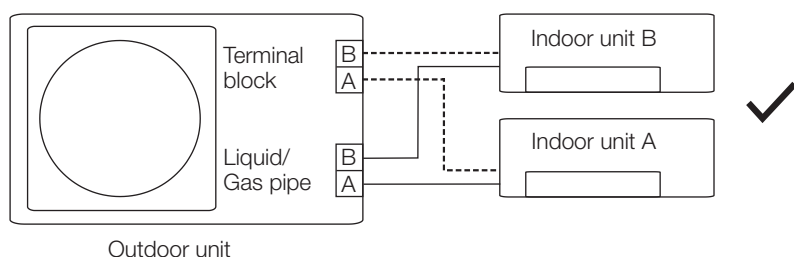 Terminal
block
B
A
Liquid/
Gas pipe
B
A
Outdoor unit
Indoor unit B
Indoor unit A